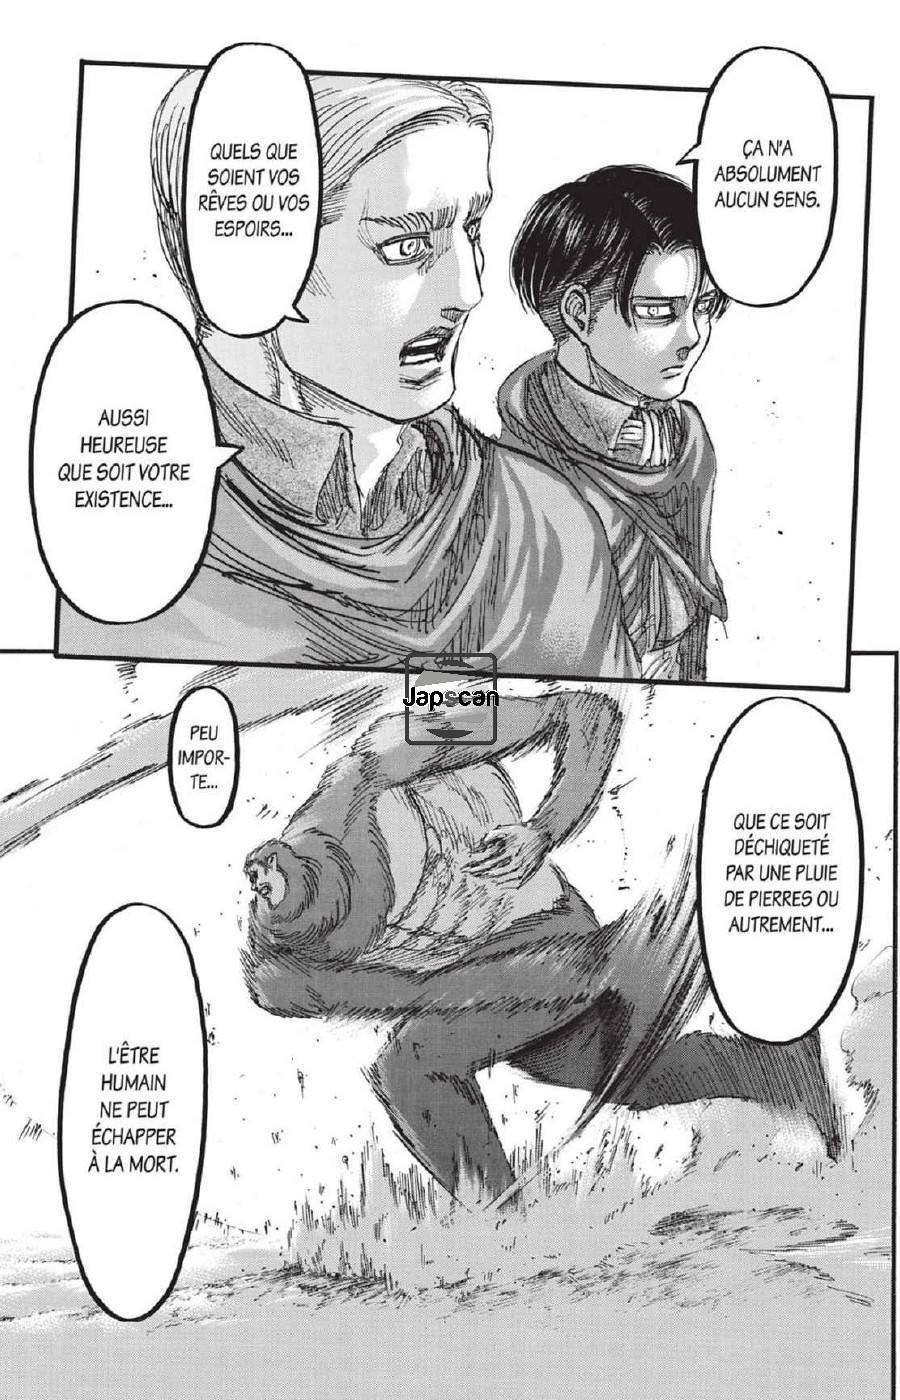 ÇA N'A
ABSOLUMENT
AUCUN SENS.
QUELS QUE
SOIENT VOS
RÊVES OU VOS
ESPOIRS...
AUSSI
HEUREUSE
QUE SOIT VOTRE
EXISTENCE...
Japscan
QUE CE SOIT
DÉCHIQUETÉ
PAR UNE PLUIE
DE PIERRES OU
AUTREMENT...
PEU
IMPOR-
TE...
L'ÊTRE
HUMAIN
NE PEUT
ÉCHAPPER
À LA MORT.